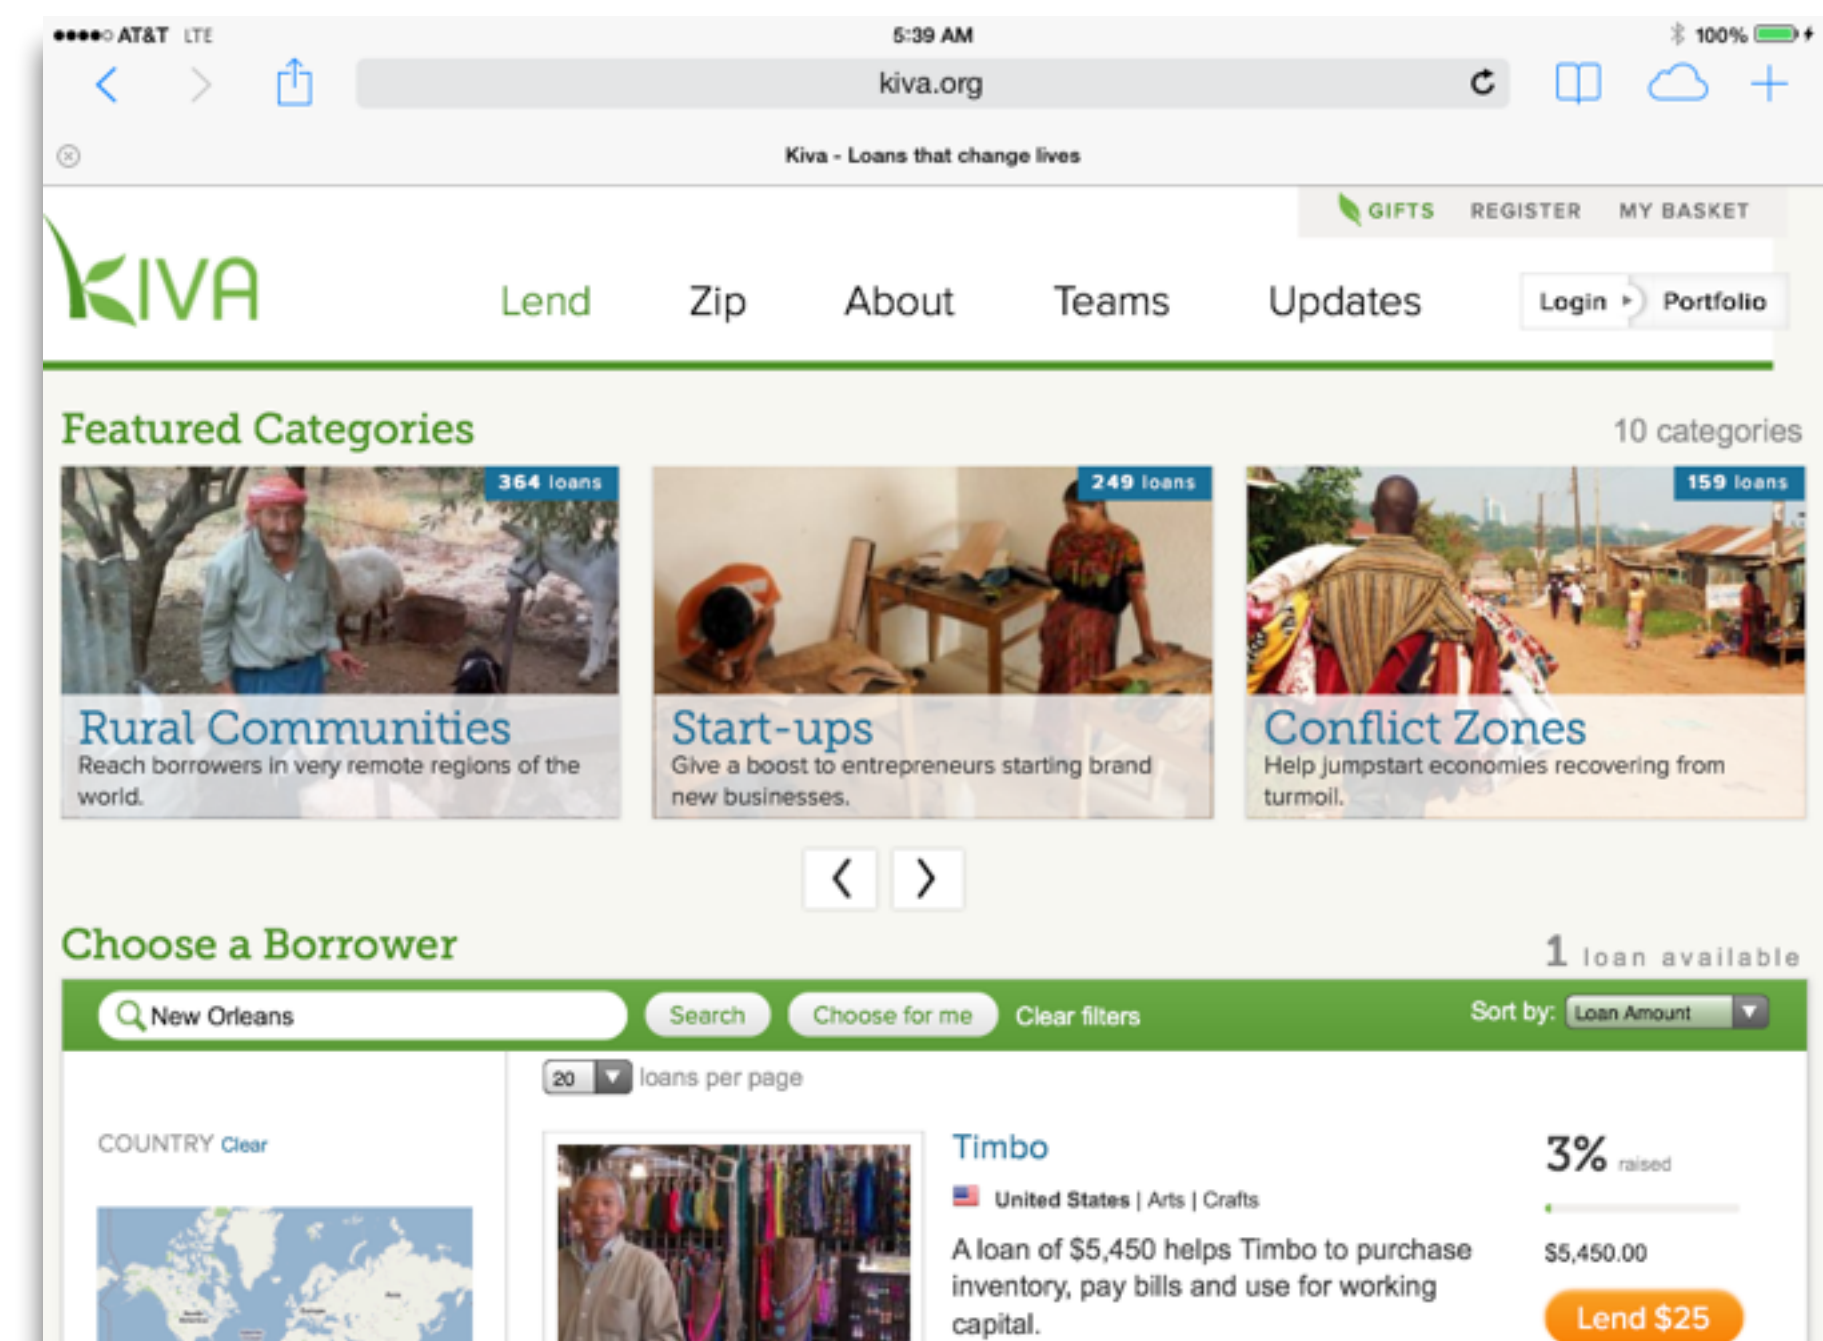 AT&T LTE
5:39 AM
100%
kiva.org
Kiva - Loans that change lives
GIFTS REGISTER MY BASKET
KIVA
Lend Zip About Teams Updates Login Portfolio
Featured Categories
10 categories
364 loans
Rural Communities
Reach borrowers in very remote regions of the
world.
249 loans
Start-ups
Give a boost to entrepreneurs starting brand
new businesses.
159 loans
Conflict Zones
Help jumpstart economies recovering from
turmoil.
Choose a Borrower
1 loan available
New Orleans Search Choose for me Clear filters Sort by: Loan Amount
20 loans per page
COUNTRY Clear
Timbo
United States | Arts | Crafts
A loan of $5,450 helps Timbo to purchase
inventory, pay bills and use for working
capital.
3% raised
$5,450.00
Lend $25